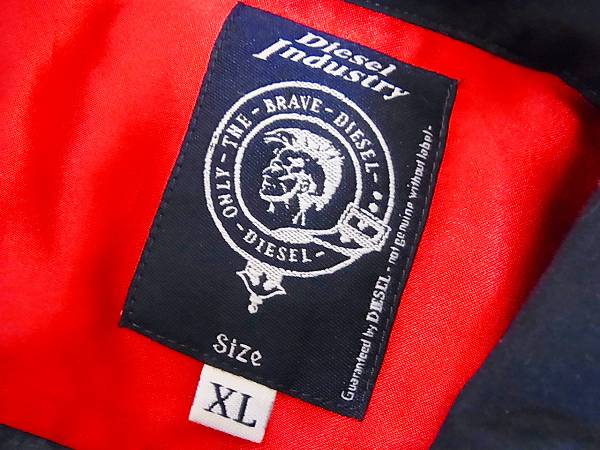 Diesel
Industry
ONLY - THE - BRAVE - DIESEL -
- DIESEL -
Guaranteed by DIESEL - not genuine without label -
Size
XL